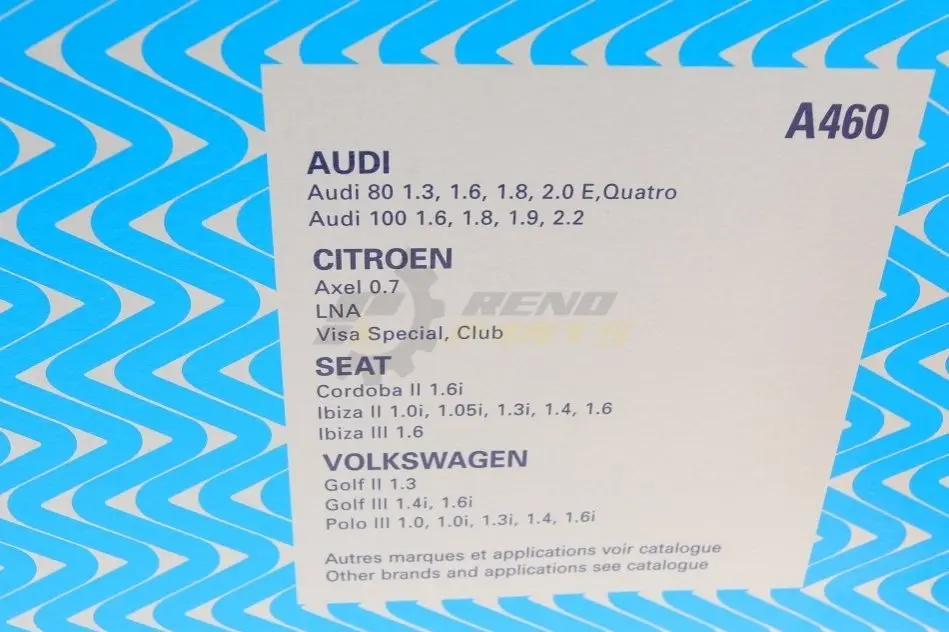 A460
AUDI
Audi 80 1.3, 1.6, 1.8, 2.0 E,Quatro
Audi 100 1.6, 1.8, 1.9, 2.2
CITROEN
Axel 0.7
LNA
Visa Special, Club
RENO
PARTS
SEAT
Cordoba II 1.6i
Ibiza II 1.0i, 1.05i, 1.3i, 1.4, 1.6
Ibiza III 1.6
VOLKSWAGEN
Golf II 1.3
Golf III 1.4i, 1.6i
Polo III 1.0, 1.0i, 1.3i, 1.4, 1.6i
Autres marques et applications voir catalogue
Other brands and applications see catalogue